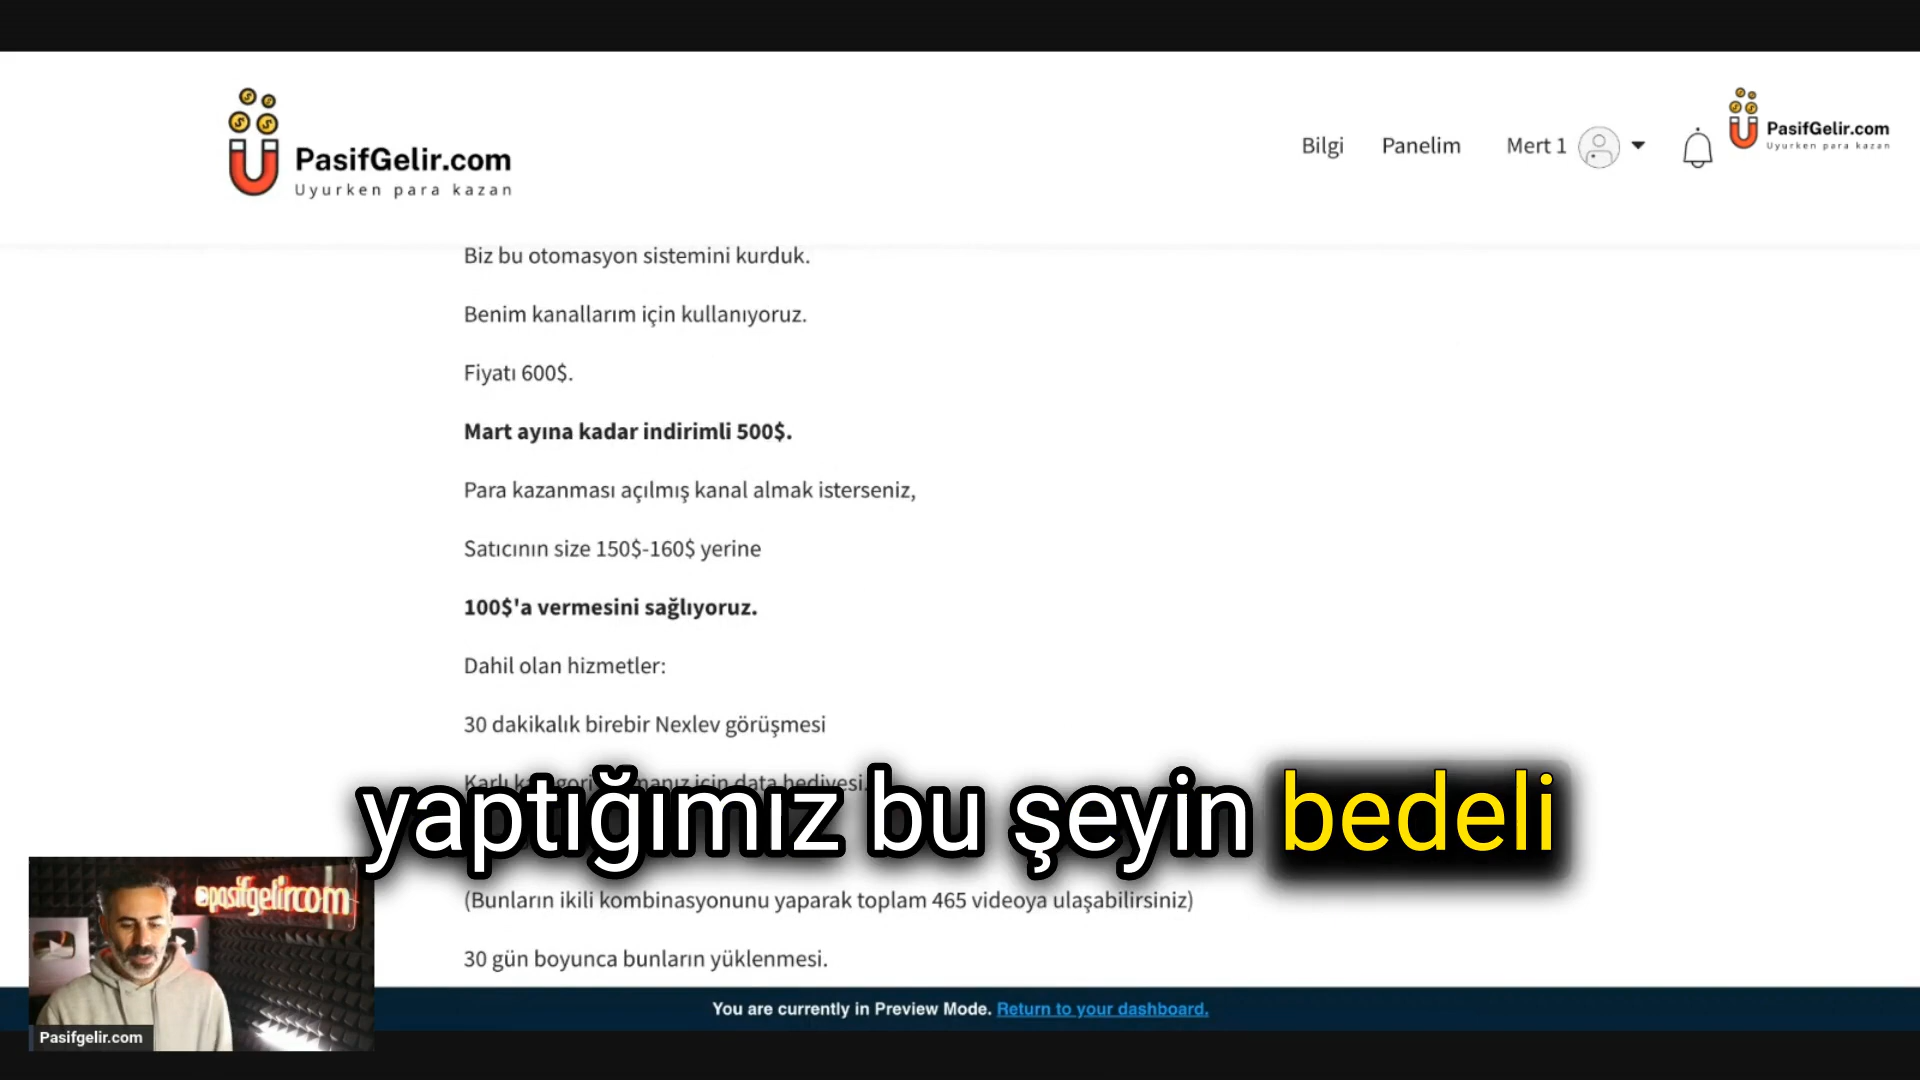 PasifGelir.com
Uyurken para kazan
Bilgi
Panelim
Mert 1
PasifGelir.com
Uyurken para kazan
Biz bu otomasyon sistemini kurduk.
Benim kanallarım için kullanıyoruz.
Fiyatı 600$.
Mart ayına kadar indirimli 500$.
Para kazanması açılmış kanal almak isterseniz,
Satıcının size 150$-160$ yerine
100$'a vermesini sağlıyoruz.
Dahil olan hizmetler:
30 dakikalık birebir Nexlev görüşmesi
için data hediyesi.
yaptığımız bu şeyin bedeli
(Bunların ikili kombinasyonunu yaparak toplam 465 videoya ulaşabilirsiniz)
30 gün boyunca bunların yüklenmesi.
You are currently in Preview Mode. Return to your dashboard.
pasifgelircom
Pasifgelir.com